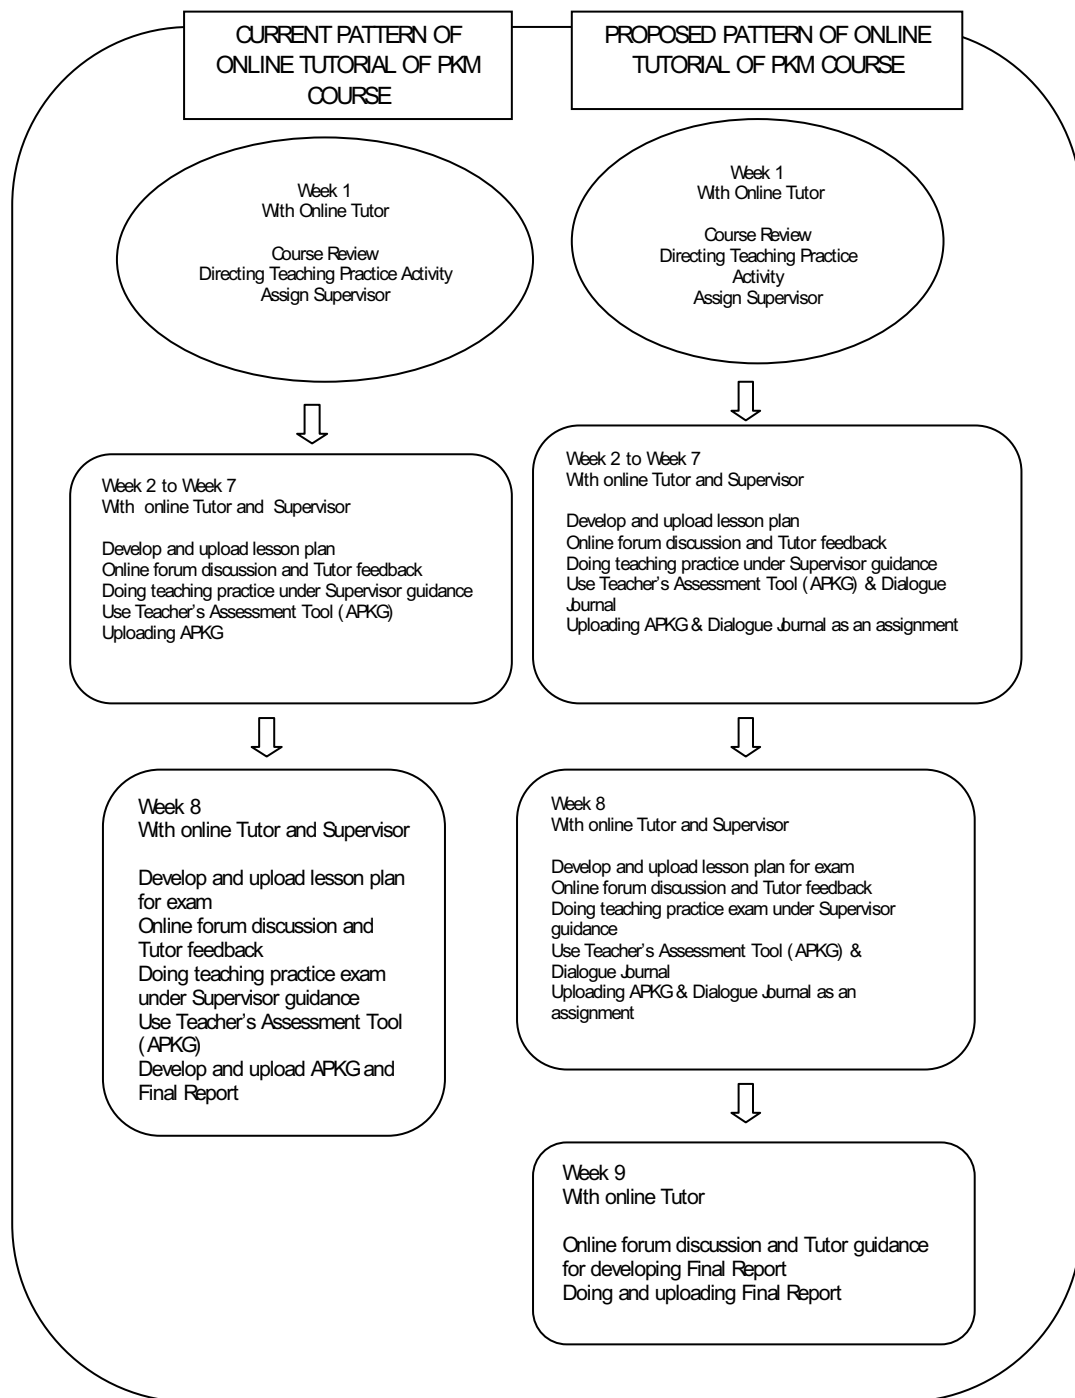 CURRENT PATTERN OF
ONLINE TUTORIAL OF PKM
COURSE
Week 1
With Online Tutor
Course Review
Directing Teaching Practice Activity
Assign Supervisor
Week 2 to Week 7
With online Tutor and Supervisor
Develop and upload lesson plan
Online forum discussion and Tutor feedback
Doing teaching practice under Supervisor guidance
Use Teacher's Assessment Tool (APKG)
Uploading APKG
Week 8
With online Tutor and Supervisor
Develop and upload lesson plan
for exam
Online forum discussion and
Tutor feedback
Doing teaching practice exam
under Supervisor guidance
Use Teacher's Assessment Tool
(APKG)
Develop and upload APKG and
Final Report
PROPOSED PATTERN OF ONLINE
TUTORIAL OF PKM COURSE
Week 1
With Online Tutor
Course Review
Directing Teaching Practice
Activity
Assign Supervisor
Week 2 to Week 7
With online Tutor and Supervisor
Develop and upload lesson plan
Online forum discussion and Tutor feedback
Doing teaching practice under Supervisor guidance
Use Teacher's Assessment Tool (APKG) & Dialogue
Journal
Uploading APKG & Dialogue Journal as an assignment
Week 8
With online Tutor and Supervisor
Develop and upload lesson plan for exam
Online forum discussion and Tutor feedback
Doing teaching practice exam under Supervisor
guidance
Use Teacher's Assessment Tool (APKG) &
Dialogue Journal
Uploading APKG & Dialogue Journal as an
assignment
Week 9
With online Tutor
Online forum discussion and Tutor guidance
for developing Final Report
Doing and uploading Final Report